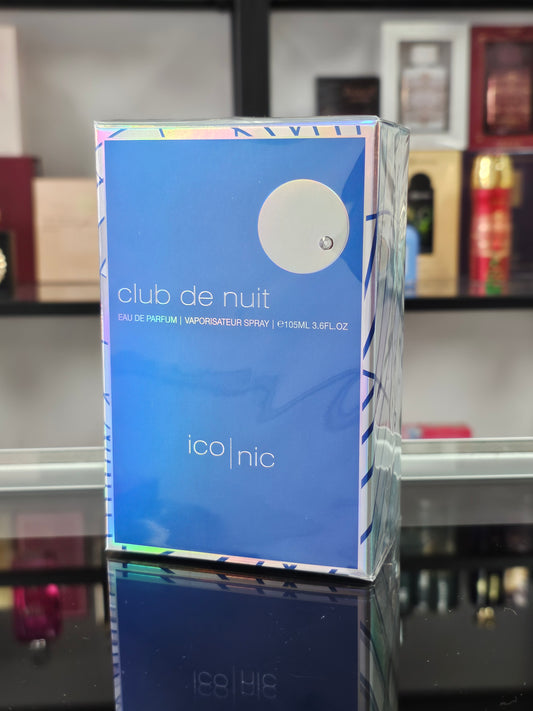 club de nuit
EAU DE PARFUM | VAPORISATEUR SPRAY | ℮105ML 3.6FL.OZ
ico|nic